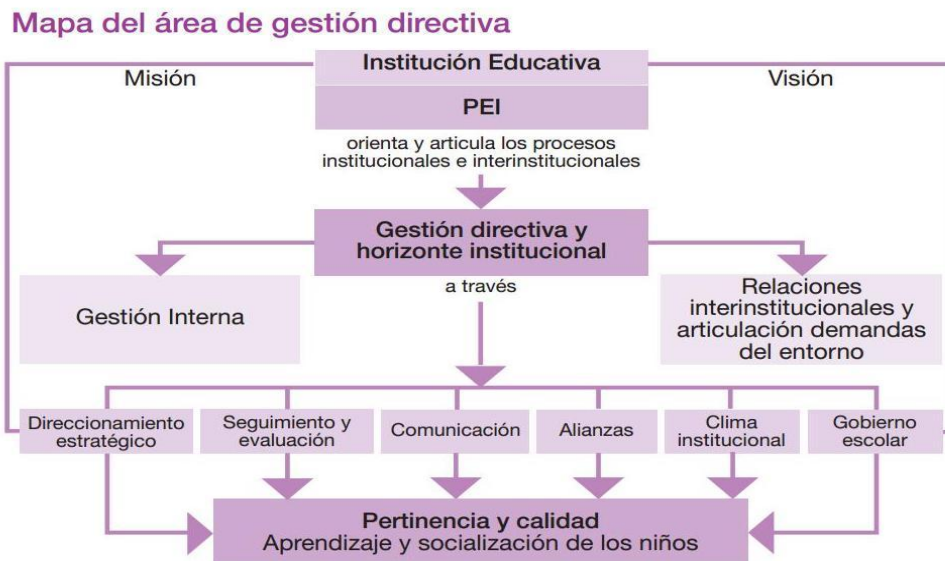 Mapa del área de gestión directiva
Institución Educativa
Misión
Visión
PEI
orienta y articula los procesos
institucionales e interinstitucionales
Gestión directiva y
horizonte institucional
a través
Gestión Interna
Relaciones
interinstitucionales y
articulación demandas
del entorno
Direccionamiento
estratégico
Seguimiento y
evaluación
Comunicación
Alianzas
Clima
institucional
Gobierno
escolar
Pertinencia y calidad
Aprendizaje y socialización de los niños